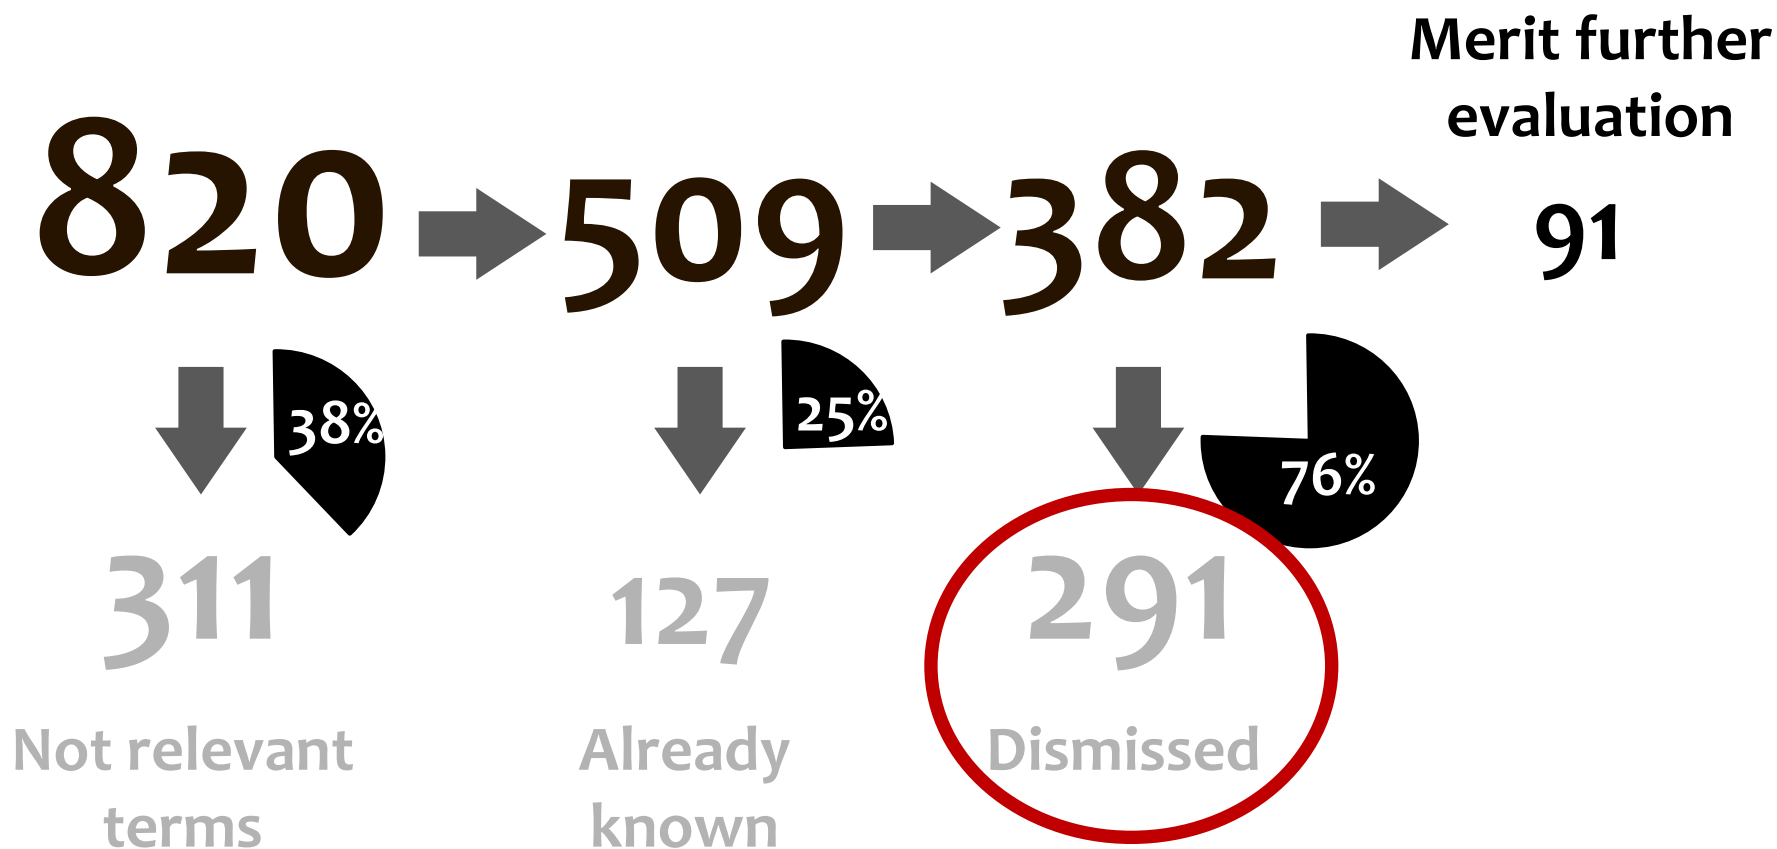 Merit further
evaluation
820
509
382
91
38%
25%
76%
311
127
291
Not relevant
terms
Already
known
Dismissed